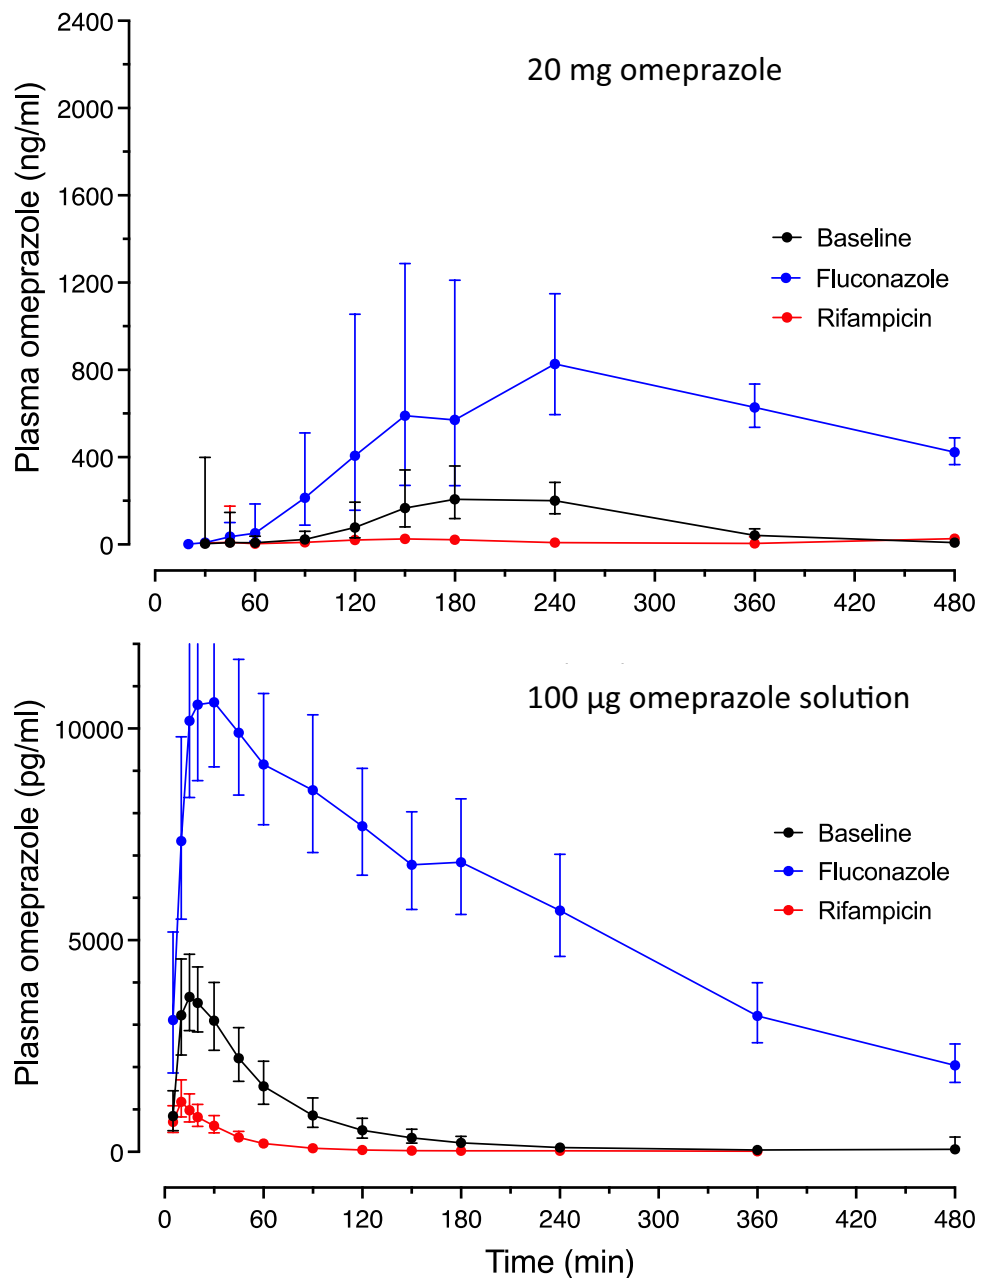 2400
20 mg omeprazole
2000
1600
1200
800
400
0
Plasma omeprazole (ng/ml)
Baseline
Fluconazole
Rifampicin
0 60 120 180 240 300 360 420 480
100 µg omeprazole solution
10000
5000
0
Plasma omeprazole (pg/ml)
Baseline
Fluconazole
Rifampicin
0 60 120 180 240 300 360 420 480
Time (min)